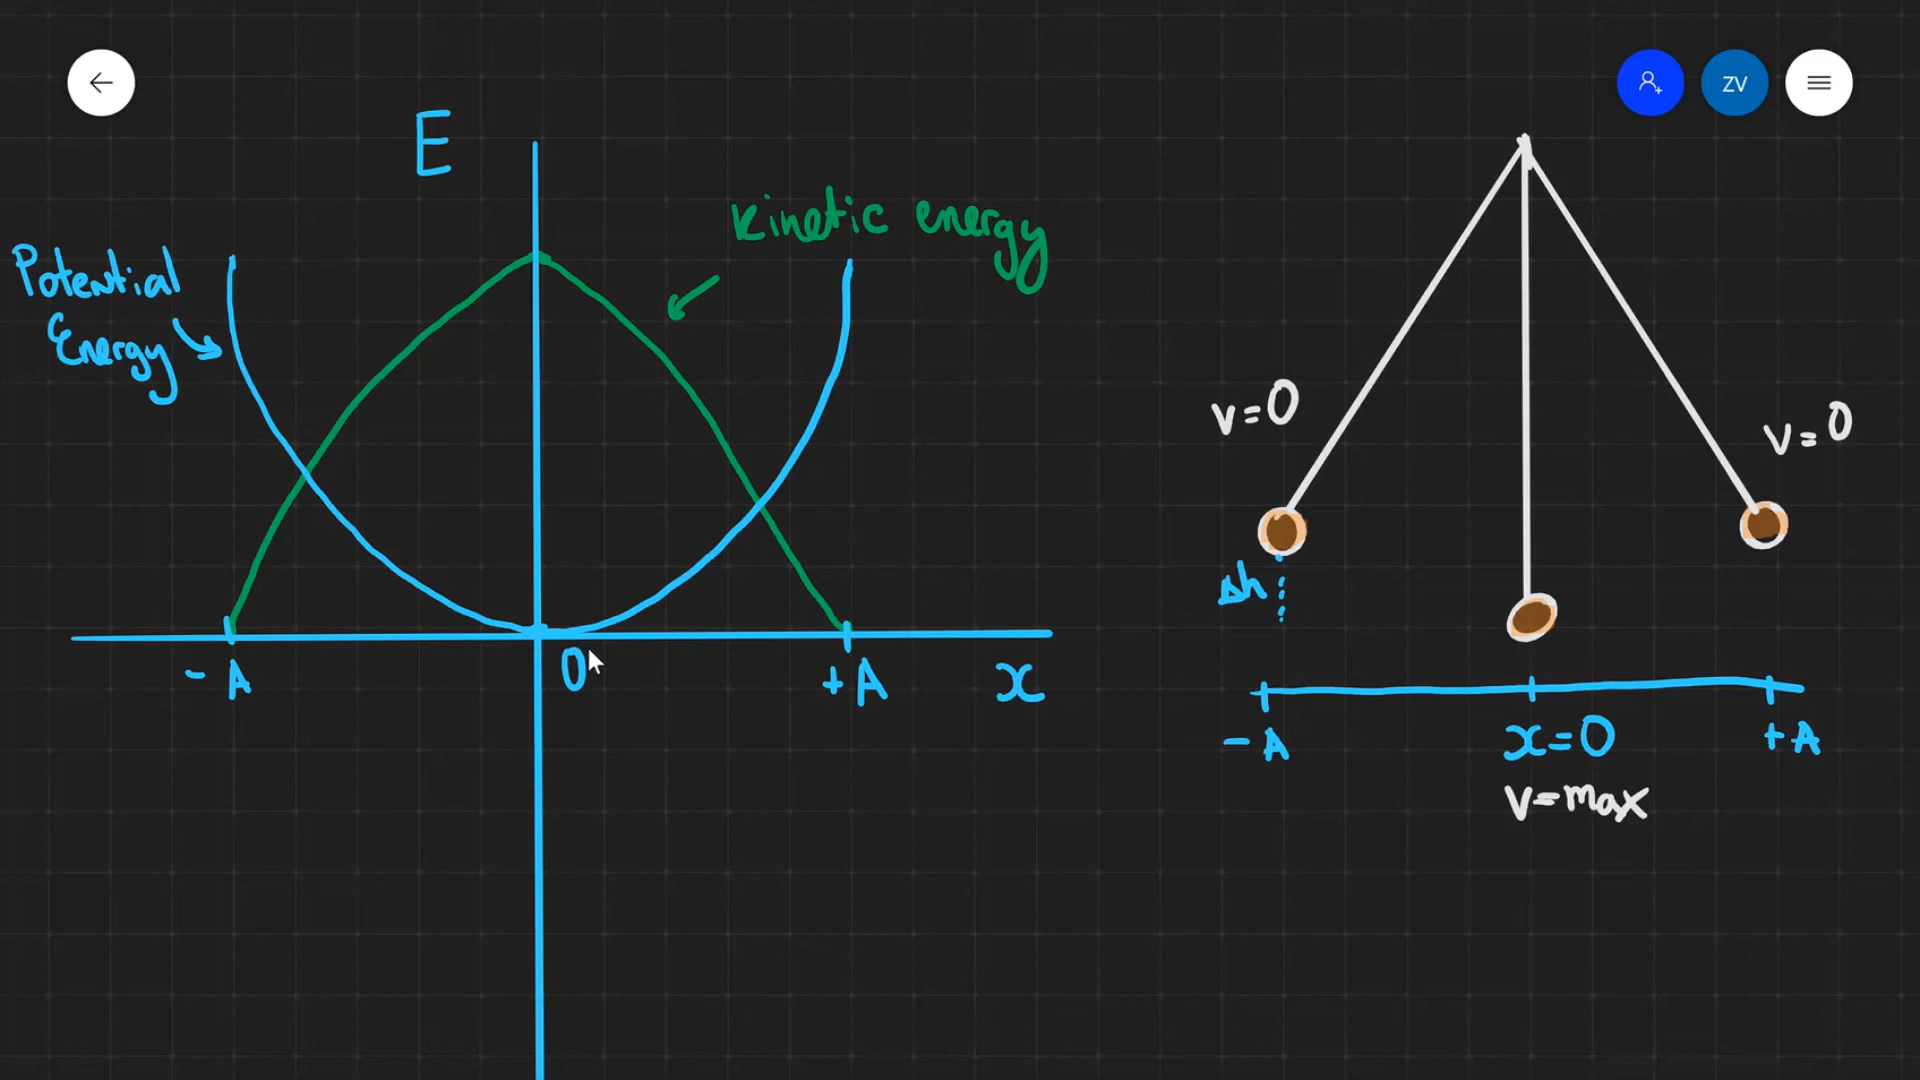 ZV
E
Kinetic energy
Potential
Energy
v=0
v=0
Δh
-A
0
+A
x
-A
x=0
+A
v=max